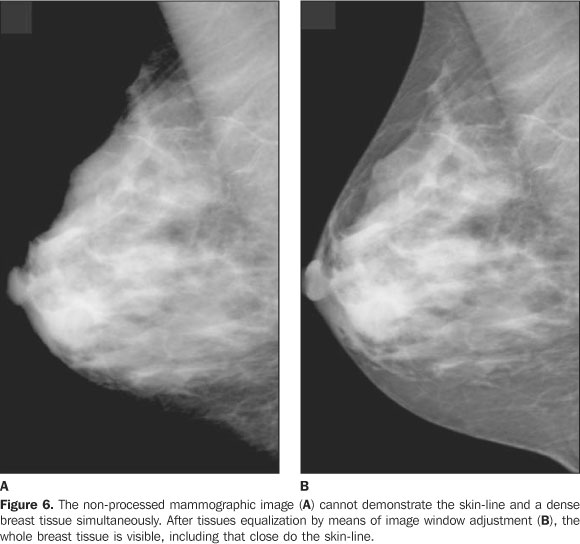 A
B
Figure 6. The non-processed mammographic image (A) cannot demonstrate the skin-line and a dense
breast tissue simultaneously. After tissues equalization by means of image window adjustment (B), the
whole breast tissue is visible, including that close do the skin-line.